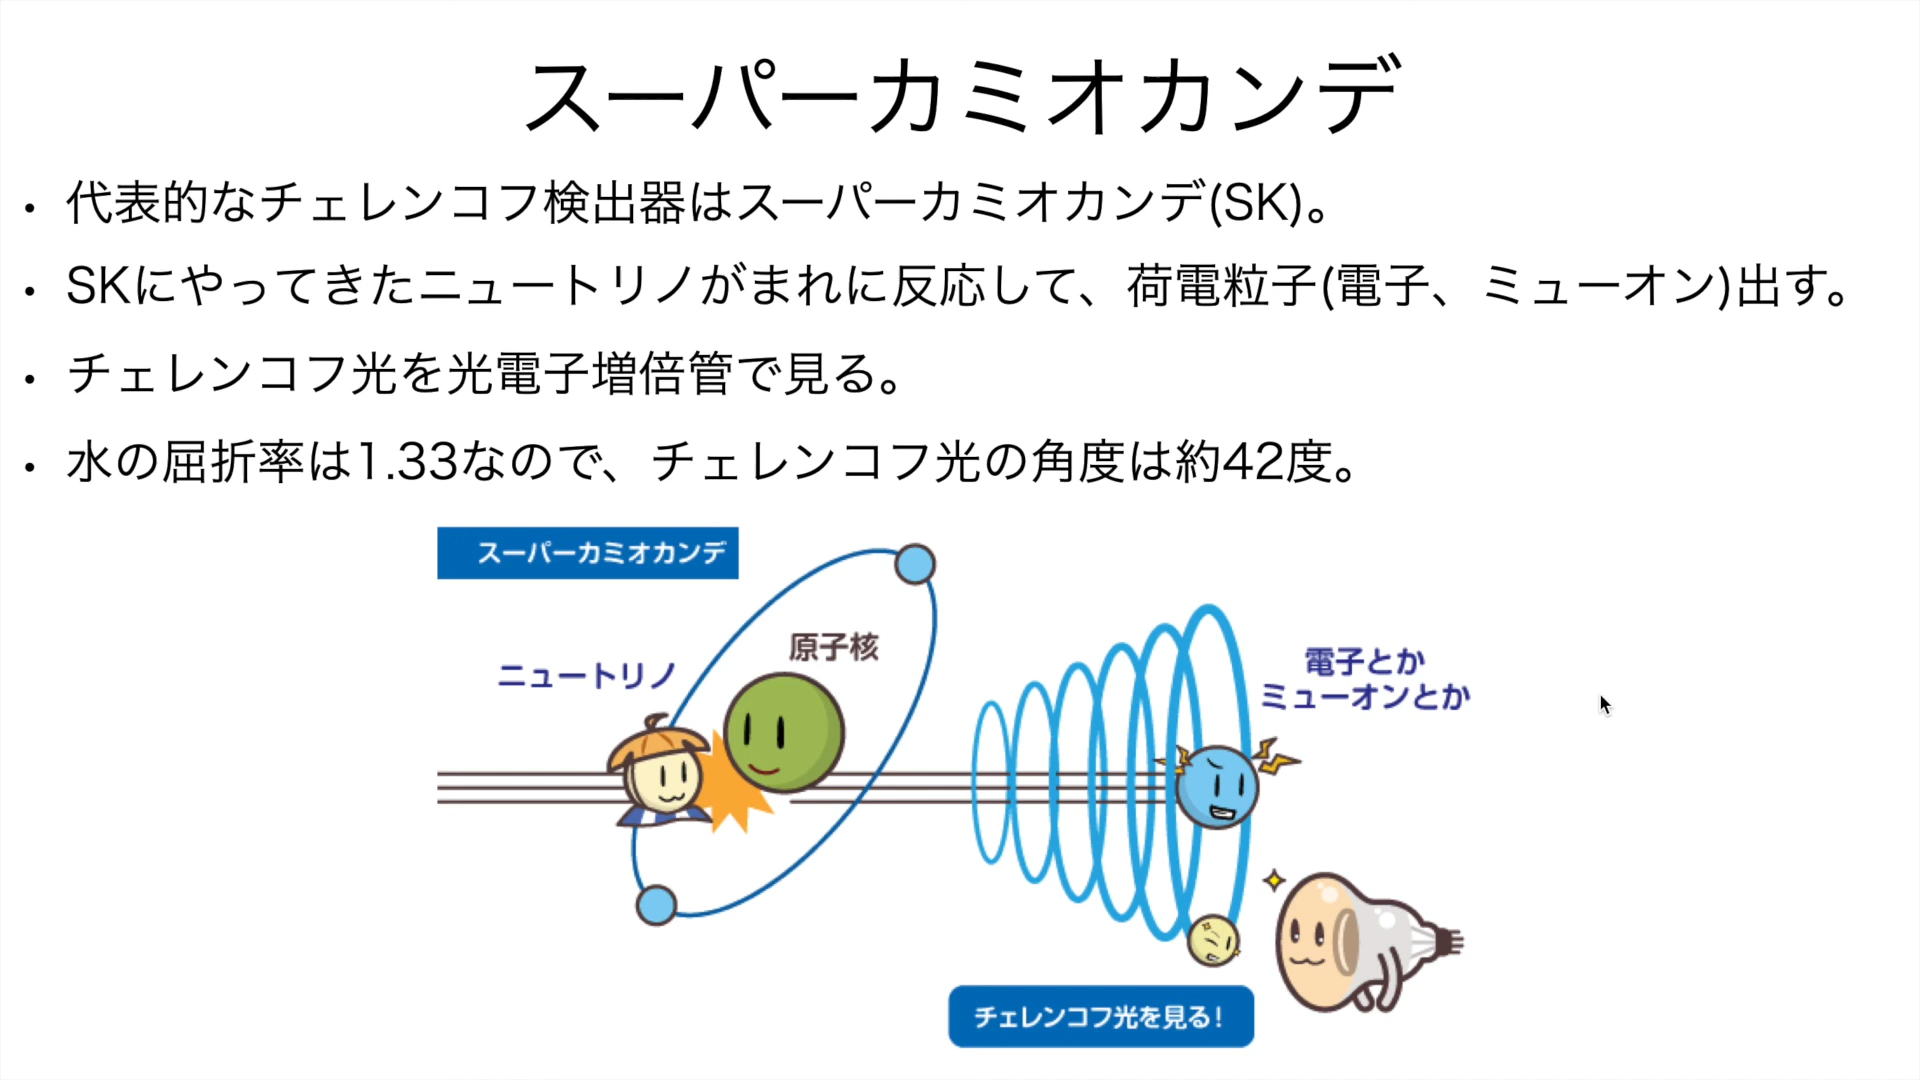 スーパーカミオカンデ
・代表的なチェレンコフ検出器はスーパーカミオカンデ(SK)。
・SKにやってきたニュートリノがまれに反応して、荷電粒子(電子、ミューオン)出す。
・チェレンコフ光を光電子増倍管で見る。
・水の屈折率は1.33なので、チェレンコフ光の角度は約42度。
スーパーカミオカンデ
原子核
ニュートリノ
電子とか
ミューオンとか
チェレンコフ光を見る!